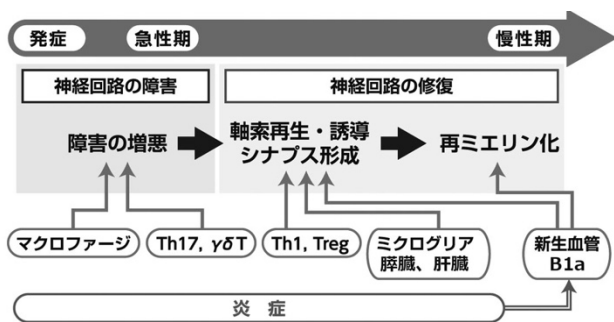 発症
急性期
慢性期
神経回路の障害
神経回路の修復
障害の増悪
軸索再生・誘導
シナプス形成
再ミエリン化
マクロファージ
Th17, γδT
Th1, Treg
ミクログリア
膵臓、肝臓
新生血管
B1a
炎 症